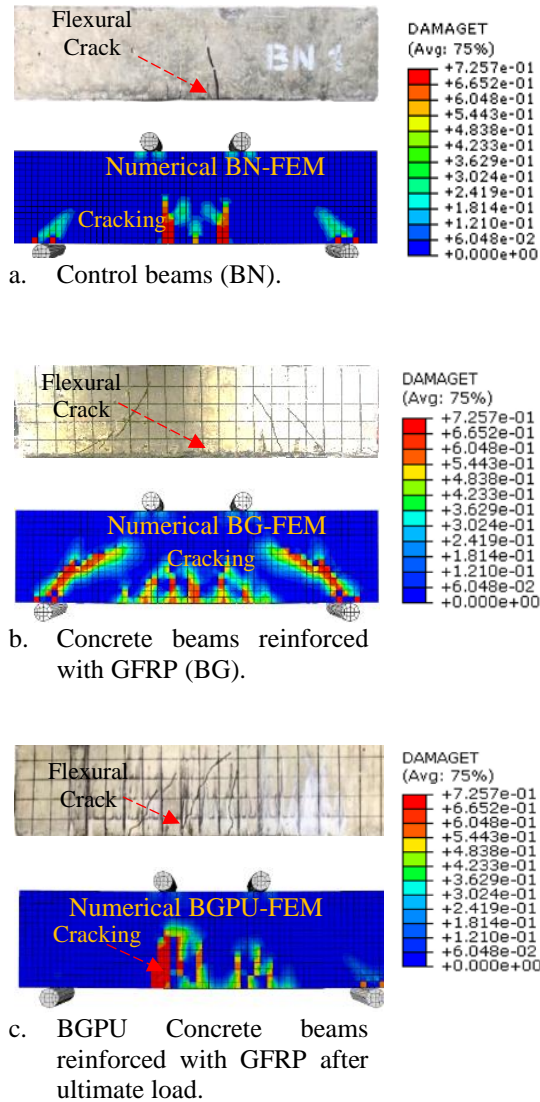 Flexural
Crack
BN 1
DAMAGET
(Avg: 75%)
+7.257e-01
+6.652e-01
+6.048e-01
+5.443e-01
+4.838e-01
+4.233e-01
+3.629e-01
+3.024e-01
+2.419e-01
+1.814e-01
+1.210e-01
+6.048e-02
+0.000e+00
Numerical BN-FEM
Cracking
a. Control beams (BN).
Flexural
Crack
DAMAGET
(Avg: 75%)
+7.257e-01
+6.652e-01
+6.048e-01
+5.443e-01
+4.838e-01
+4.233e-01
+3.629e-01
+3.024e-01
+2.419e-01
+1.814e-01
+1.210e-01
+6.048e-02
+0.000e+00
Numerical BG-FEM
Cracking
b. Concrete beams reinforced
with GFRP (BG).
Flexural
Crack
DAMAGET
(Avg: 75%)
+7.257e-01
+6.652e-01
+6.048e-01
+5.443e-01
+4.838e-01
+4.233e-01
+3.629e-01
+3.024e-01
+2.419e-01
+1.814e-01
+1.210e-01
+6.048e-02
+0.000e+00
Numerical BGPU-FEM
Cracking
c. BGPU Concrete beams
reinforced with GFRP after
ultimate load.